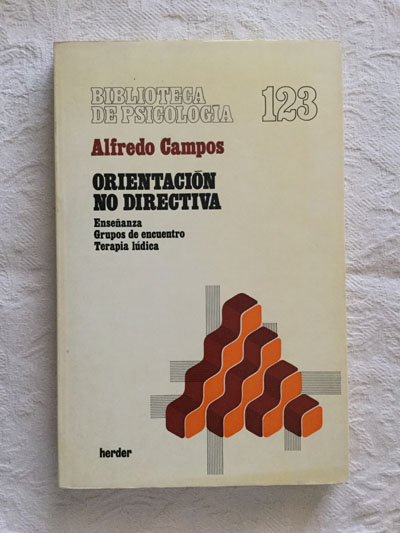 BIBLIOTECA
DE PSICOLOGIA
123
Alfredo Campos
ORIENTACIÓN
NO DIRECTIVA
Enseñanza
Grupos de encuentro
Terapia lúdica
herder